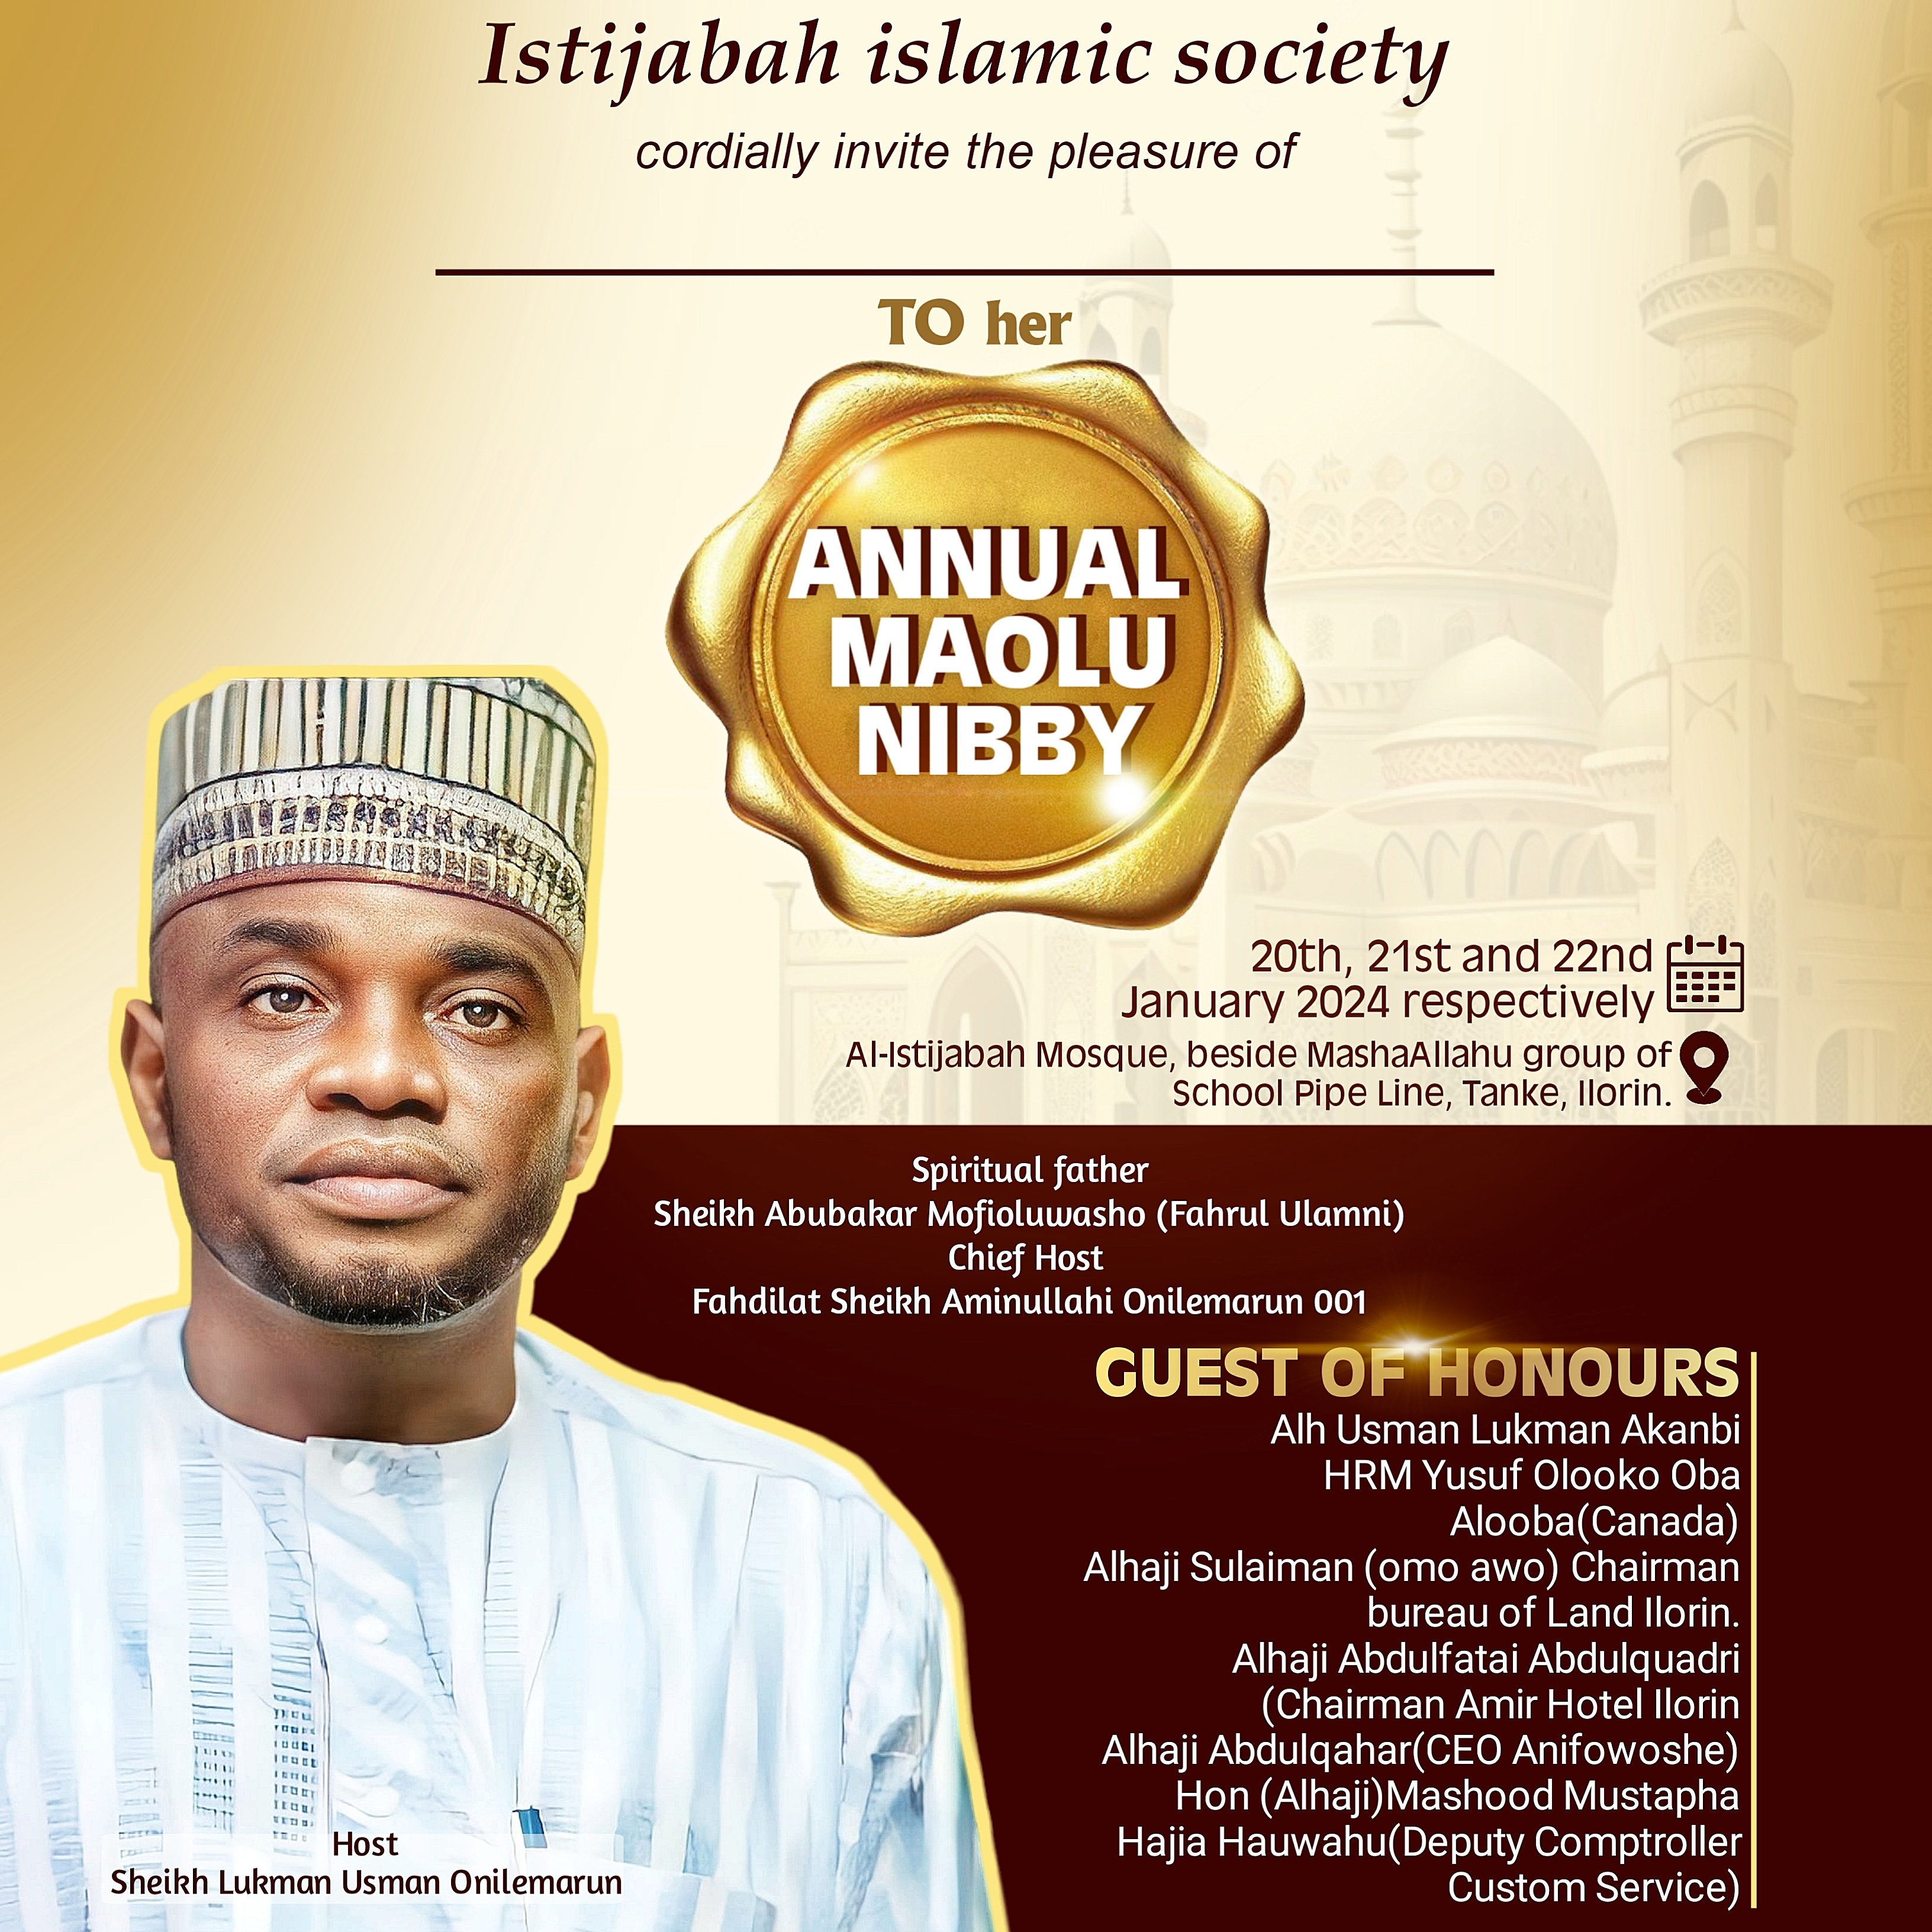 Istijabah islamic society
cordially invite the pleasure of
TO her
ANNUAL
MAOLU
NIBBY
20th, 21st and 22nd
January 2024 respectively
Al-Istijabah Mosque, beside MashaAllahu group of
School Pipe Line, Tanke, Ilorin.
Spiritual father
Sheikh Abubakar Mofioluwasho (Fahrul Ulamni)
Chief Host
Fahdilat Sheikh Aminullahi Onilemarun 001
GUEST OF HONOURS
Alh Usman Lukman Akanbi
HRM Yusuf Olooko Oba
Alooba(Canada)
Alhaji Sulaiman (omo awo) Chairman
bureau of Land Ilorin.
Alhaji Abdulfatai Abdulquadri
(Chairman Amir Hotel Ilorin
Alhaji Abdulqahar(CEO Anifowoshe)
Hon (Alhaji)Mashood Mustapha
Hajia Hauwahu(Deputy Comptroller
Custom Service)
Host
Sheikh Lukman Usman Onilemarun